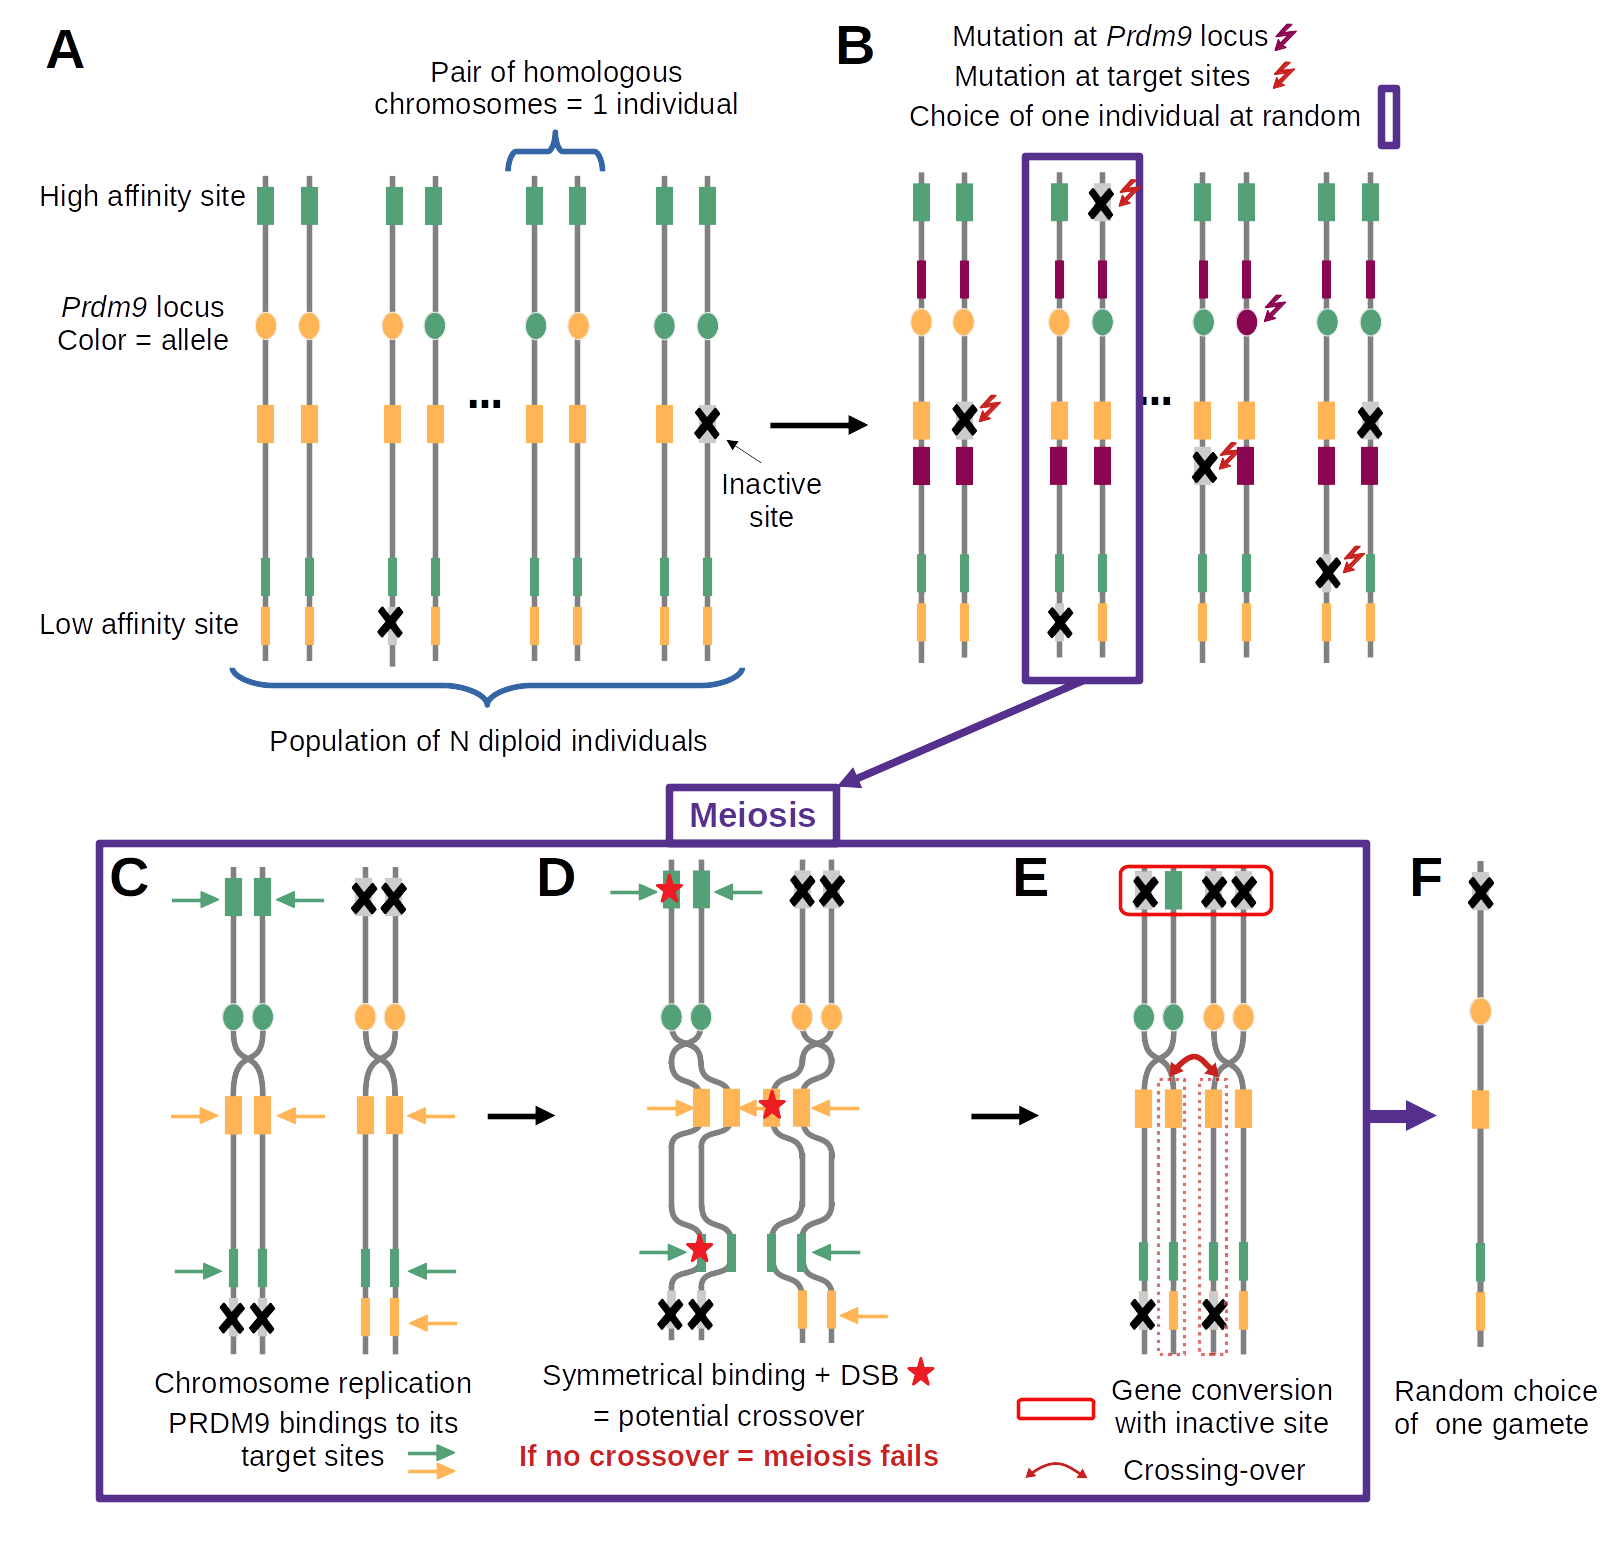 A
Pair of homologous
chromosomes = 1 individual
High affinity site
Prdm9 locus
Color = allele
...
Inactive
site
Low affinity site
Population of N diploid individuals
B
Mutation at Prdm9 locus
Mutation at target sites
Choice of one individual at random
...
Meiosis
C
Chromosome replication
PRDM9 bindings to its
target sites
D
Symmetrical binding + DSB
= potential crossover
If no crossover = meiosis fails
E
Gene conversion
with inactive site
Crossing-over
F
Random choice
of one gamete